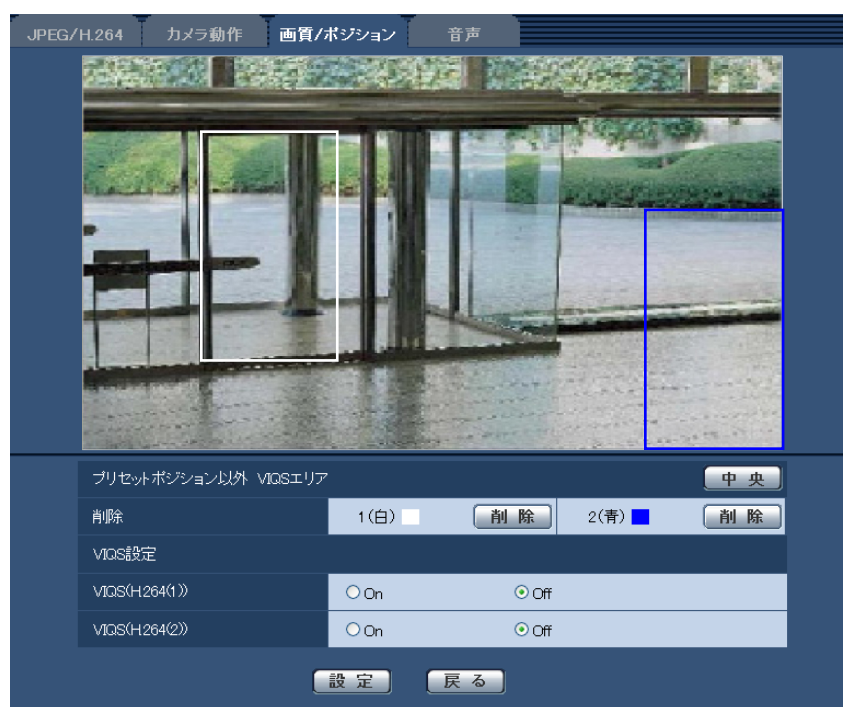 JPEG/H.264 カメラ動作 画質/ポジション 音声
プリセットポジション以外 VIQSエリア 中央
削除 1(白) 削除 2(青) 削除
VIQS設定
VIQS(H.264(1)) On Off
VIQS(H.264(2)) On Off
設定 戻る